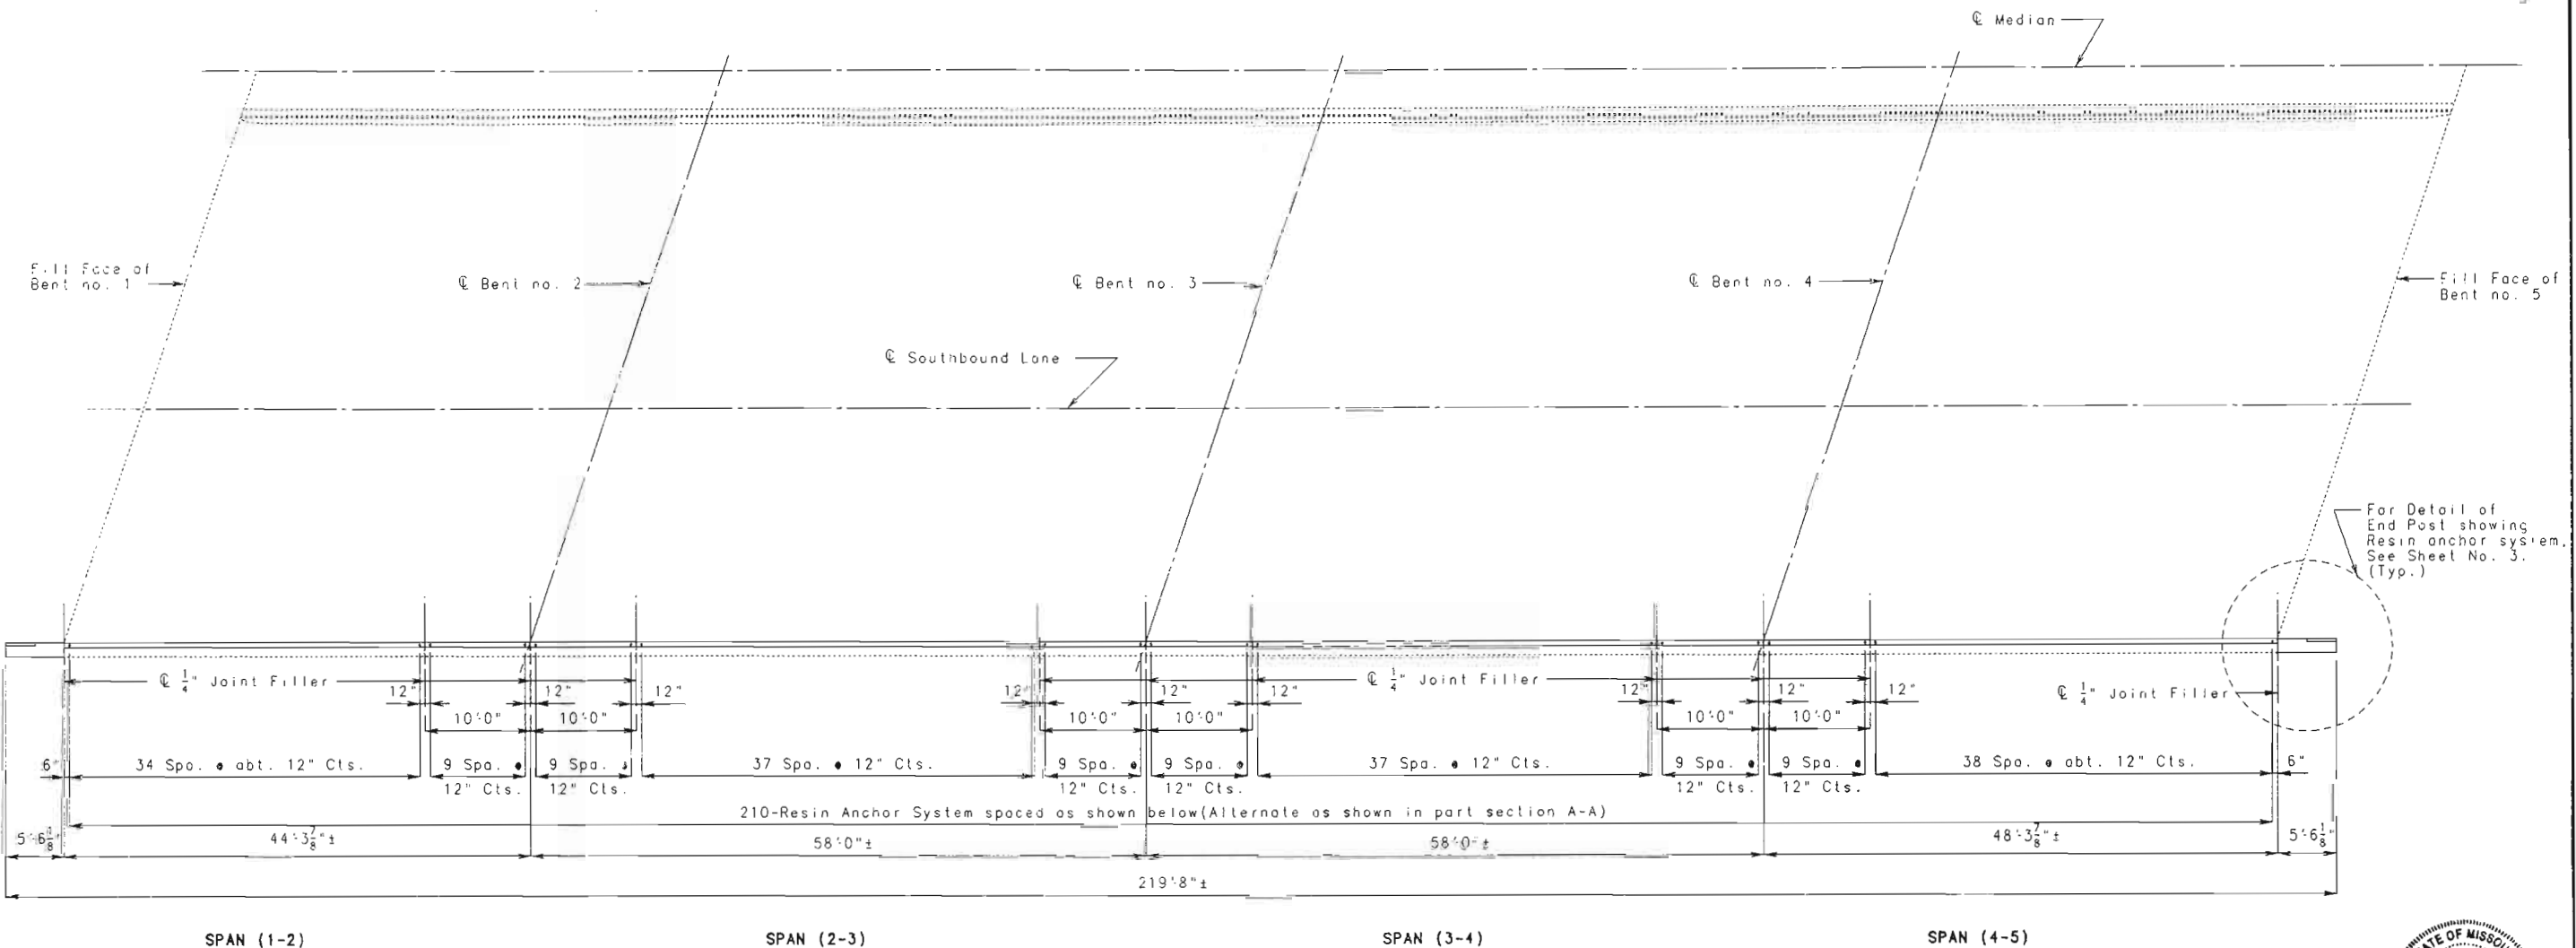 ℄ Median
Fill Face of
Bent no. 1
℄ Bent no. 2
℄ Bent no. 3
℄ Bent no. 4
Fill Face of
Bent no. 5
℄ Southbound Lane
For Detail of
End Post showing
Resin anchor system.
See Sheet No. 3.
(Typ.)
℄ 1/4" Joint Filler
12" 12" 12"
12" 12" 12"
℄ 1/4" Joint Filler
12" 12" 12"
℄ 1/4" Joint Filler
10'-0" 10'-0" 10'-0" 10'-0" 10'-0" 10'-0"
6" 34 Spa. @ abt. 12" Cts. 9 Spa. @ 9 Spa. 37 Spa. @ 12" Cts. 9 Spa. @ 9 Spa. @ 37 Spa. @ 12" Cts. 9 Spa. @ 9 Spa. @ 38 Spa. @ abt. 12" Cts. 6"
12" Cts. 12" Cts. 12" Cts. 12" Cts. 12" Cts. 12" Cts.
210-Resin Anchor System spaced as shown below(Alternate as shown in part section A-A)
5'-6 1/8" 44'-3 7/8"± 58'-0"± 58'-0"± 48'-3 7/8"± 5'-6 1/8"
219'-8"±
SPAN (1-2) SPAN (2-3) SPAN (3-4) SPAN (4-5)